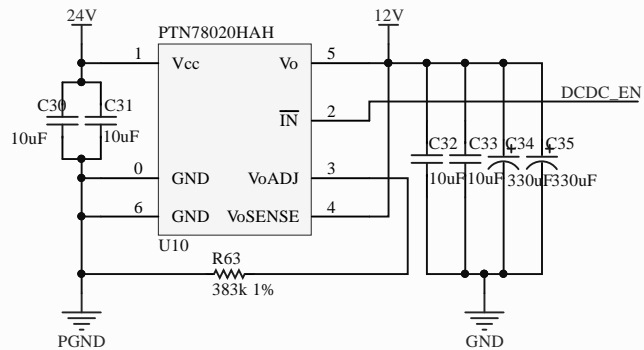 24V
PTN78020HAH
12V
1
Vcc
Vo
5
C30
C31
IN
2
DCDC_EN
10uF
10uF
C32
C33
C34
C35
0
GND
VoADJ
3
10uF
10uF
330uF
330uF
6
GND
VoSENSE
4
U10
R63
383k 1%
PGND
GND